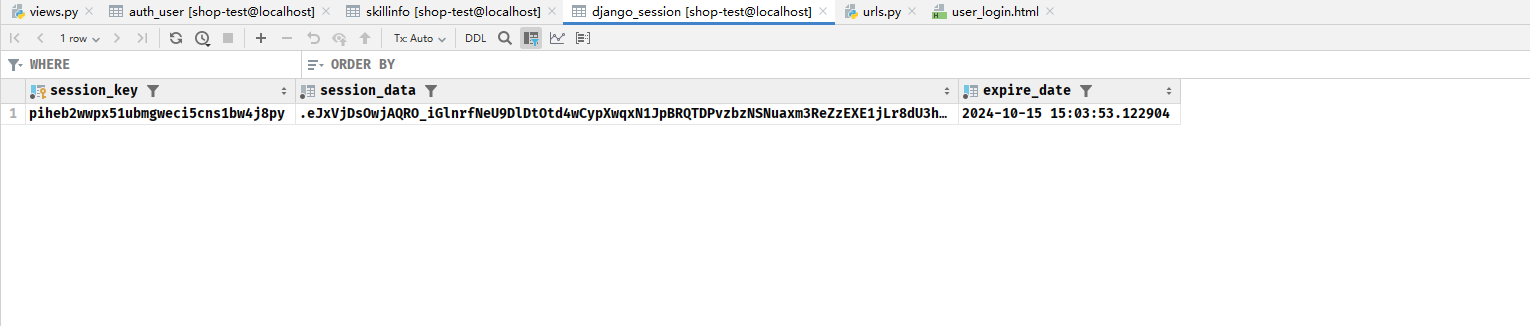 views.py auth_user [shop-test@localhost] skillinfo [shop-test@localhost] django_session [shop-test@localhost] urls.py user_login.html
1 row Tx: Auto DDL
WHERE ORDER BY
session_key session_data expire_date
1 piheb2wwpx51ubmgweci5cns1bw4j8py .eJxVjDsOwjAQRO_iGlnrfNeU9DlDtOtd4wCypXwqxN1JpBRQTDPvzbzNSNuaxm3ReZzEXE1jLr8dU3h… 2024-10-15 15:03:53.122904